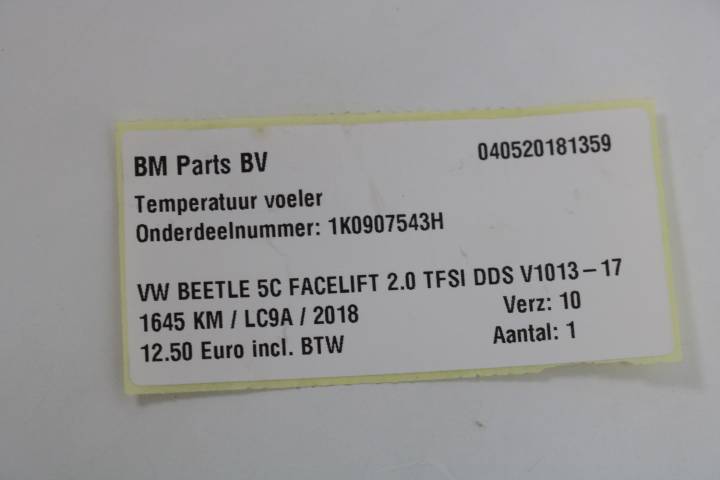 BM Parts BV 040520181359
Temperatuur voeler
Onderdeelnummer: 1K0907543H
VW BEETLE 5C FACELIFT 2.0 TFSI DDS V1013-17
1645 KM / LC9A / 2018 Verz: 10
12.50 Euro incl. BTW Aantal: 1